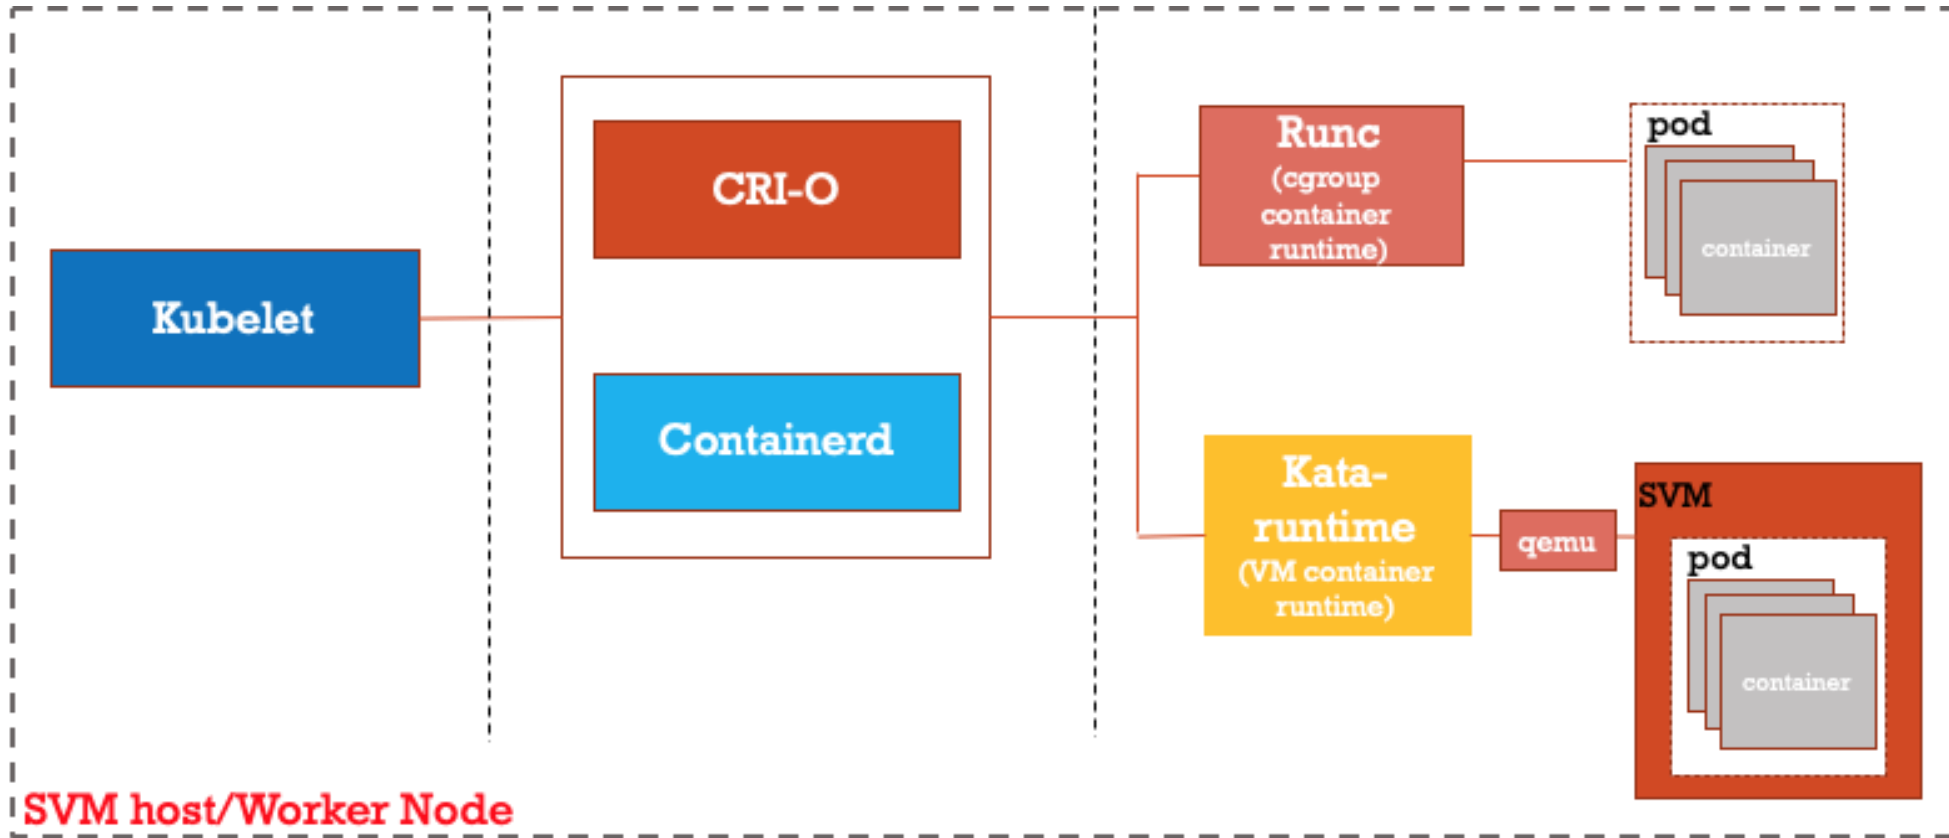 Kubelet
CRI-O
Containerd
Runc
(cgroup
container
runtime)
pod
container
Kata-
runtime
(VM container
runtime)
qemu
SVM
pod
container
SVM host/Worker Node